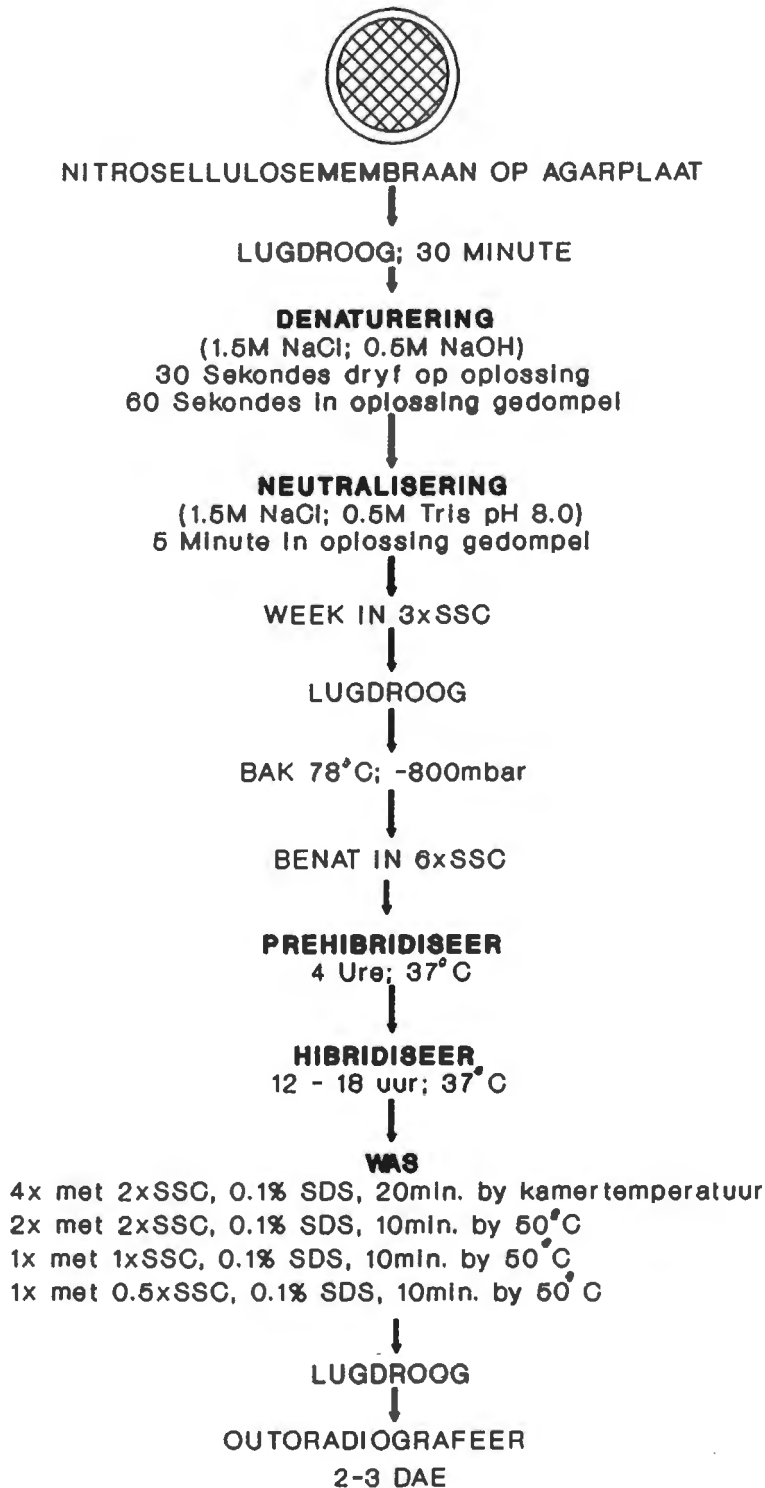 NITROSELLULOSEMEMBRAAN OP AGARPLAAT
LUGDROOG; 30 MINUTE
DENATURERING
(1.5M NaCl; 0.5M NaOH)
30 Sekondes dryf op oplossing
60 Sekondes in oplossing gedompel
NEUTRALISERING
(1.5M NaCl; 0.5M Tris pH 8.0)
5 Minute in oplossing gedompel
WEEK IN 3xSSC
LUGDROOG
BAK 78°C; -800mbar
BENAT IN 6xSSC
PREHIBRIDISEER
4 Ure; 37°C
HIBRIDISEER
12 - 18 uur; 37°C
WAS
4x met 2xSSC, 0.1% SDS, 20min. by kamertemperatuur
2x met 2xSSC, 0.1% SDS, 10min. by 50°C
1x met 1xSSC, 0.1% SDS, 10min. by 50°C
1x met 0.5xSSC, 0.1% SDS, 10min. by 50°C
LUGDROOG
OUTORADIOGRAFEER
2-3 DAE